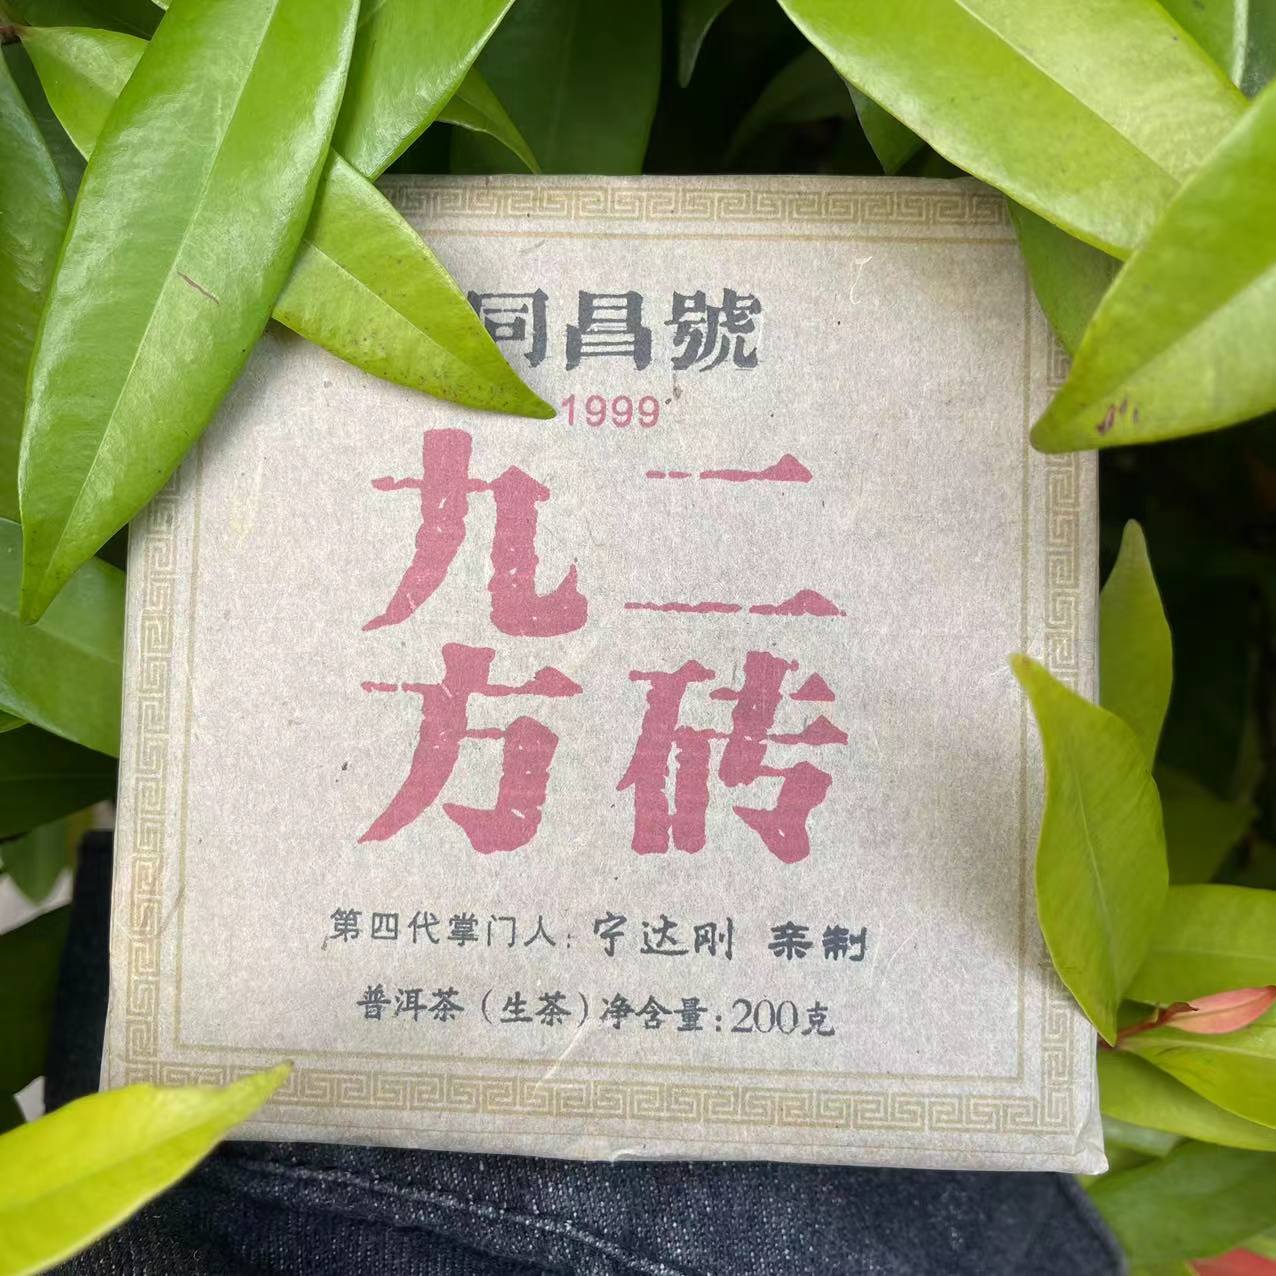 同昌號
1999
九二
方砖
第四代掌门人：宁达刚 亲制
普洱茶（生茶）净含量：200克